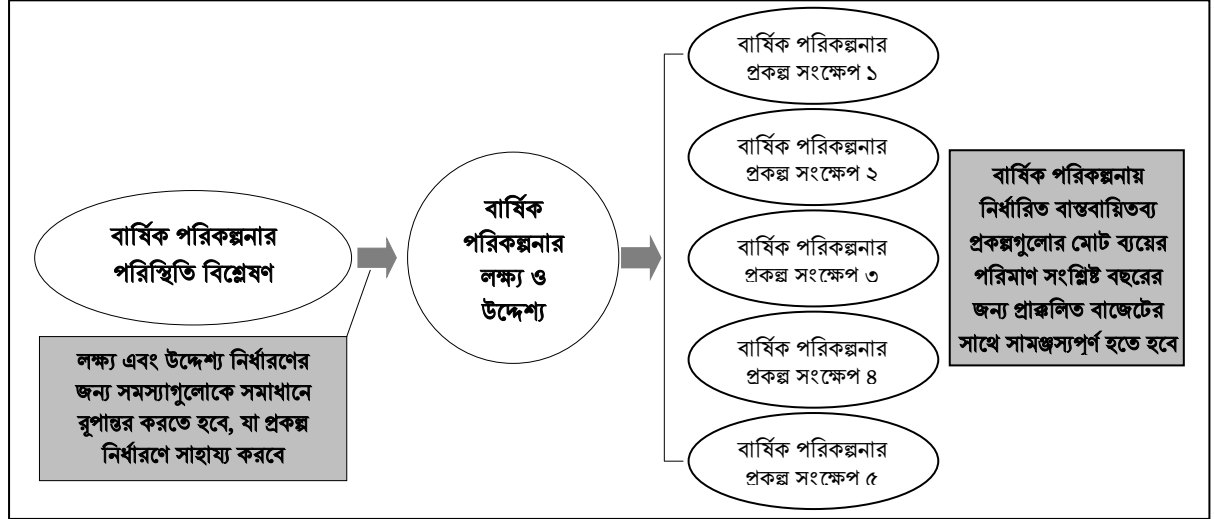 বার্ষিক পরিকল্পনার
পরিস্থিতি বিশ্লেষণ
লক্ষ্য এবং উদ্দেশ্য নির্ধারণের
জন্য সমস্যাগুলোকে সমাধানে
রূপান্তর করতে হবে, যা প্রকল্প
নির্ধারণে সাহায্য করবে
বার্ষিক
পরিকল্পনার
লক্ষ্য ও
উদ্দেশ্য
বার্ষিক পরিকল্পনার
প্রকল্প সংক্ষেপ ১
বার্ষিক পরিকল্পনার
প্রকল্প সংক্ষেপ ২
বার্ষিক পরিকল্পনার
প্রকল্প সংক্ষেপ ৩
বার্ষিক পরিকল্পনার
প্রকল্প সংক্ষেপ ৪
বার্ষিক পরিকল্পনার
প্রকল্প সংক্ষেপ ৫
বার্ষিক পরিকল্পনায়
নির্ধারিত বাস্তবায়িতব্য
প্রকল্পগুলোর মোট ব্যয়ের
পরিমাণ সংশ্লিষ্ট বছরের
জন্য প্রাক্কলিত বাজেটের
সাথে সামঞ্জস্যপূর্ণ হতে হবে